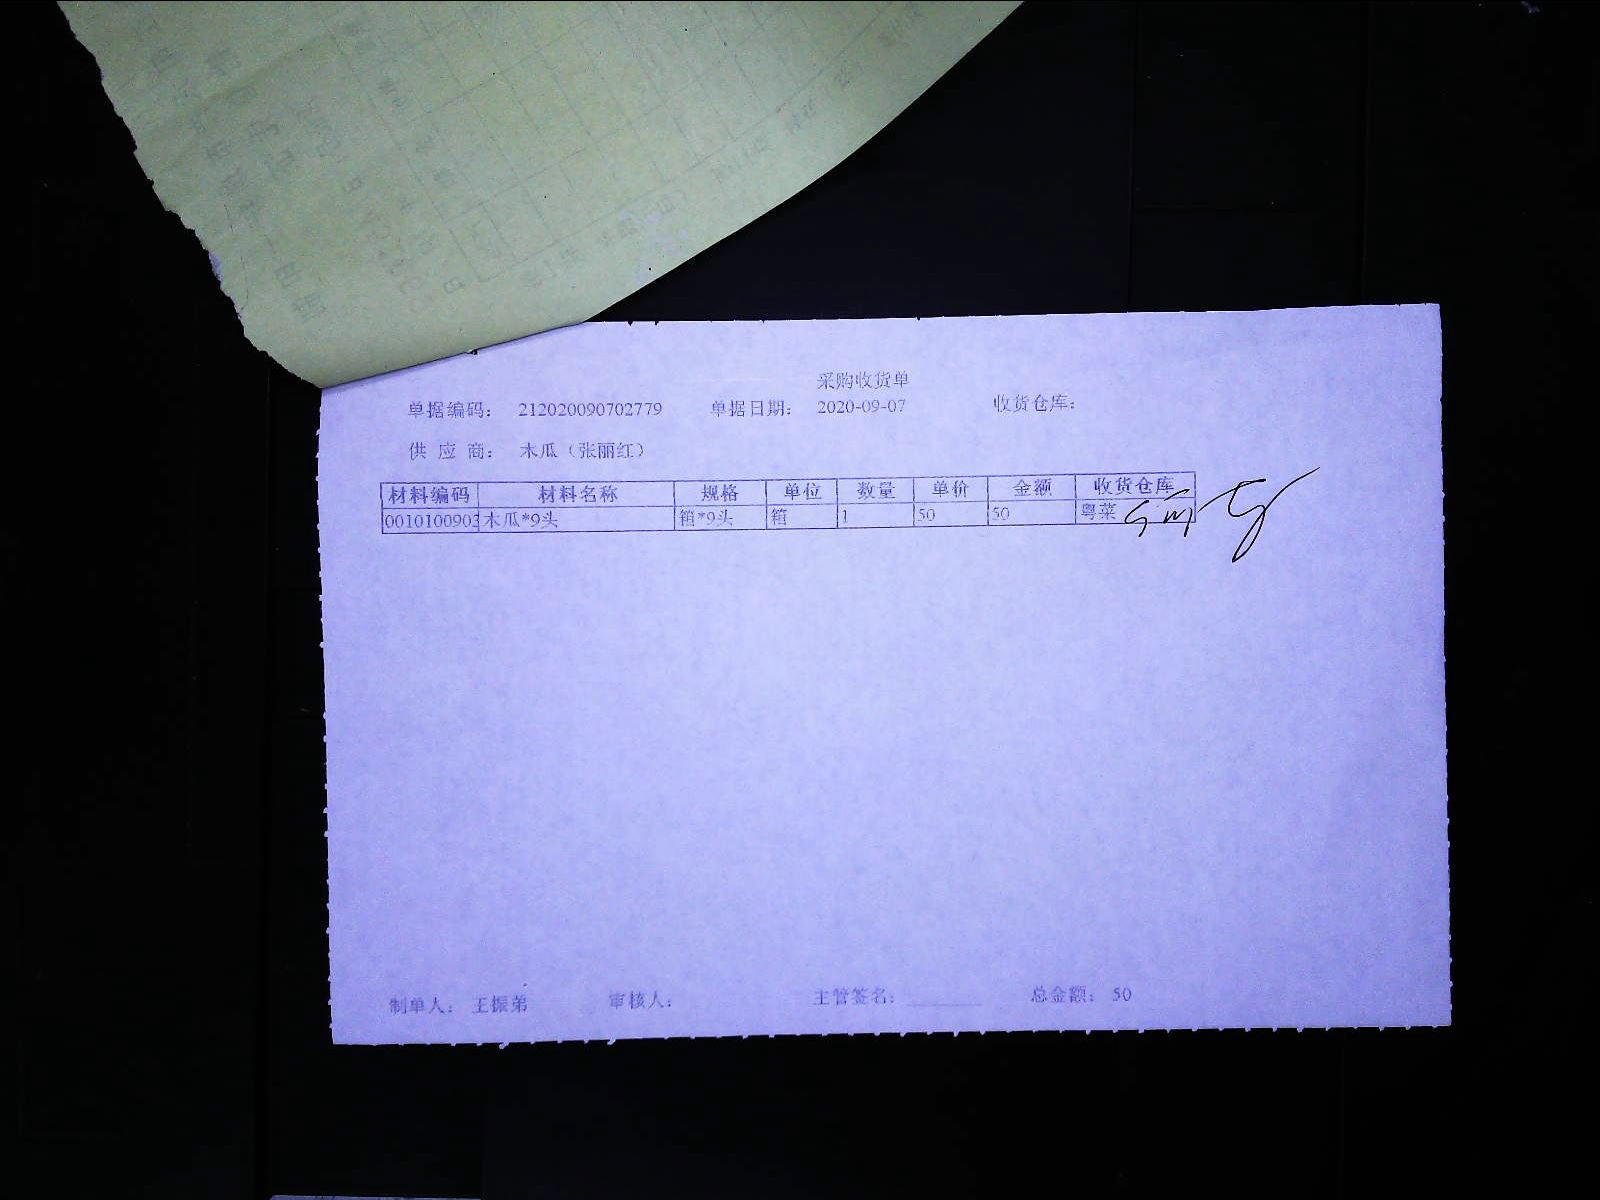 采购收货单
单据编码: 212020090702779 单据日期: 2020-09-07 收货仓库:
供 应 商: 木瓜（张丽红）
材料编码 材料名称 规格 单位 数量 单价 金额 收货仓库
0010100903 木瓜*9头 箱*9头 箱 1 50 50 粤菜
制单人: 王振弟 审核人: 主管签名: 总金额: 50